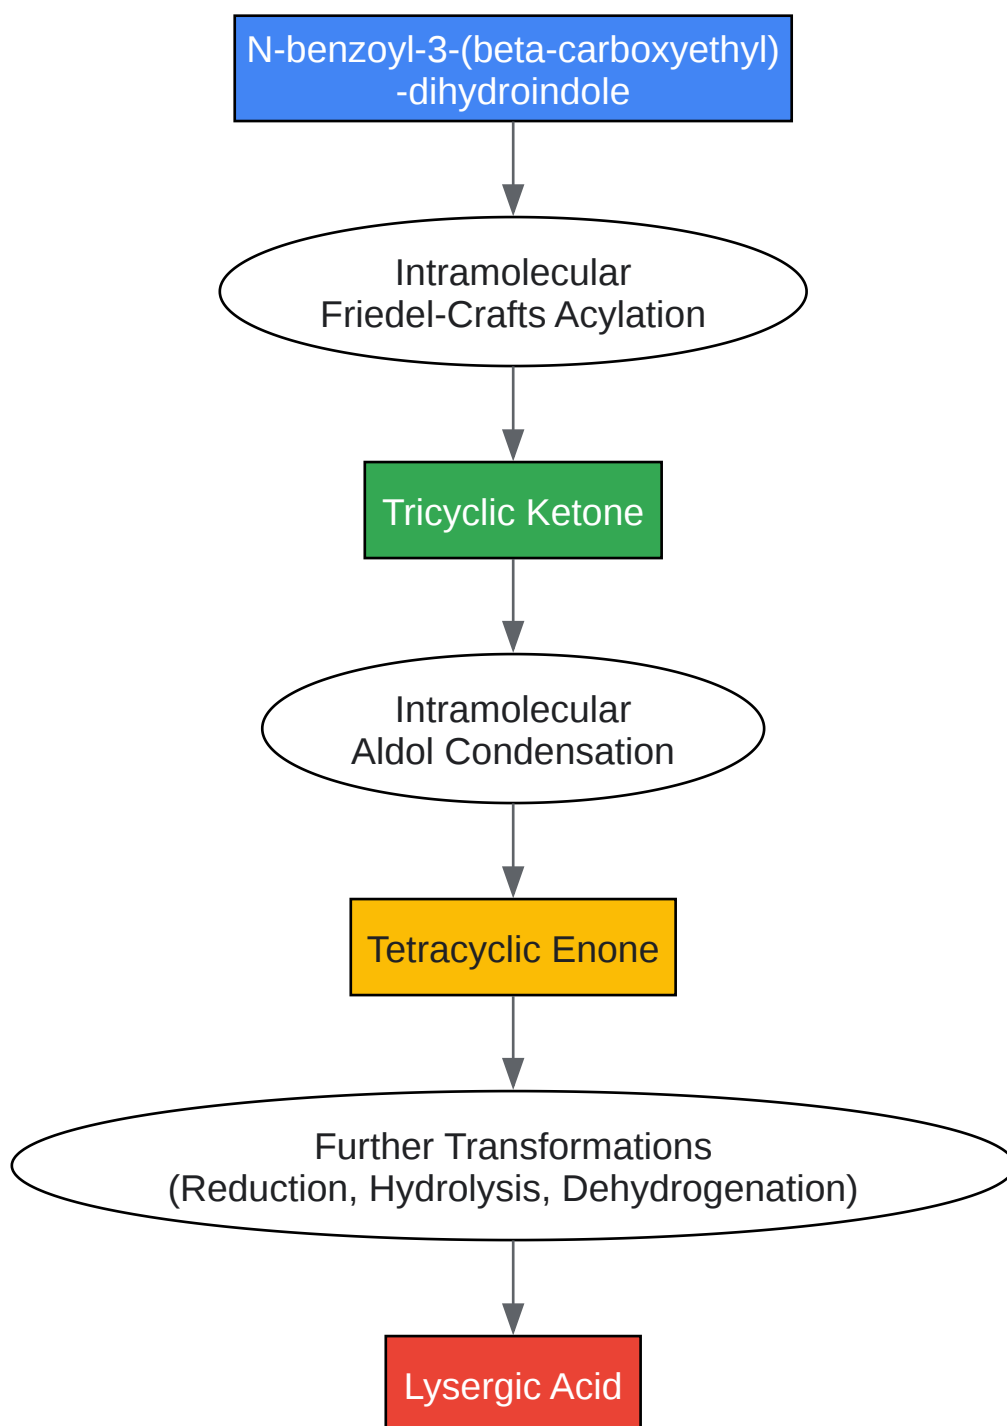 N-benzoyl-3-(beta-carboxyethyl)
-dihydroindole
Intramolecular
Friedel-Crafts Acylation
Tricyclic Ketone
Intramolecular
Aldol Condensation
Tetracyclic Enone
Further Transformations
(Reduction, Hydrolysis, Dehydrogenation)
Lysergic Acid